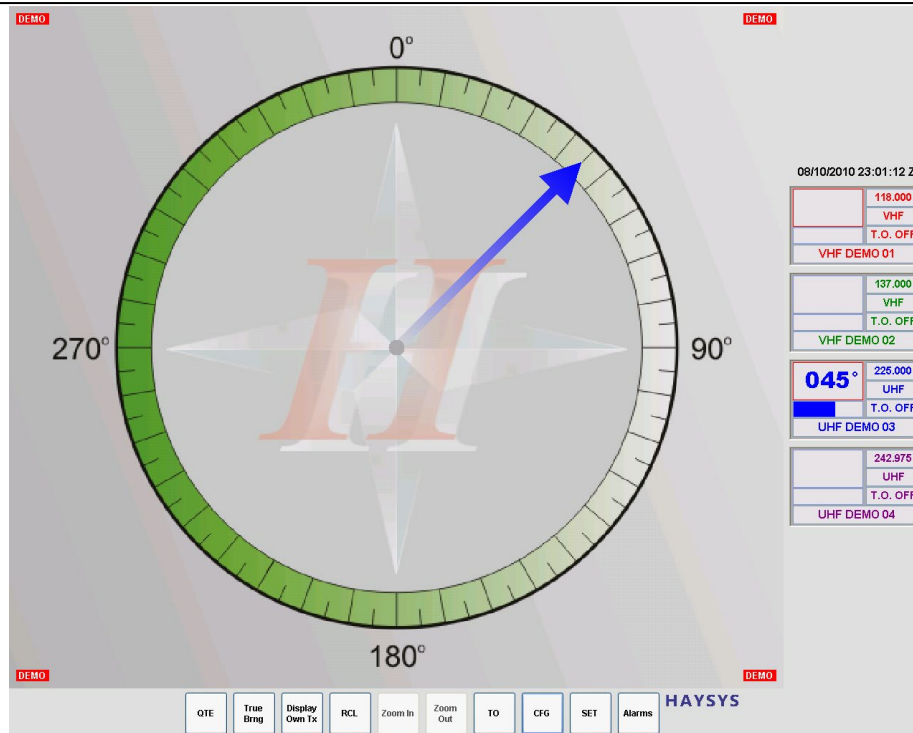 DEMO
DEMO
0°
270°
90°
180°
08/10/2010 23:01:12 Z
118.000
VHF
T.O. OFF
VHF DEMO 01
137.000
VHF
T.O. OFF
VHF DEMO 02
045°
225.000
UHF
T.O. OFF
UHF DEMO 03
242.975
UHF
T.O. OFF
UHF DEMO 04
DEMO
DEMO
QTE
True
Brng
Display
Own Tx
RCL
Zoom In
Zoom
Out
TO
CFG
SET
Alarms
HAYSYS